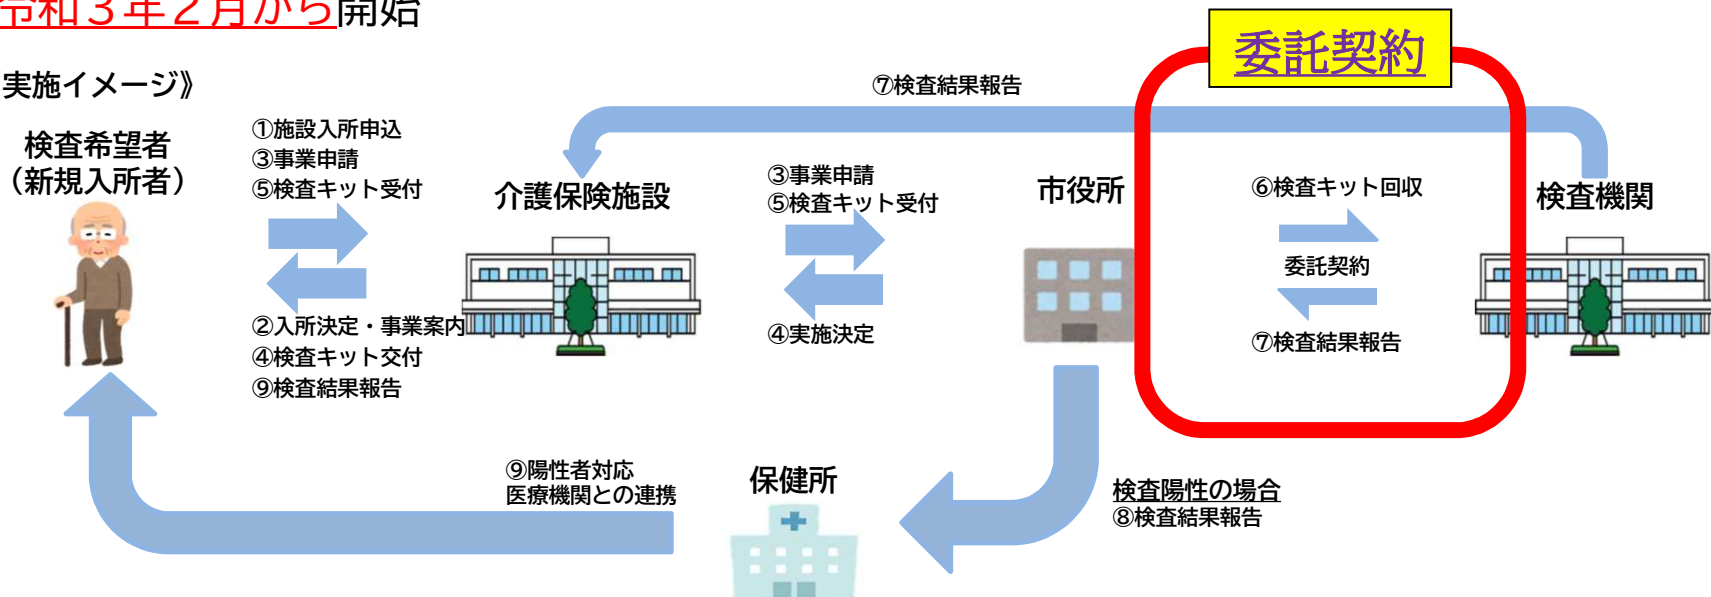 令和３年２月から開始
実施イメージ》
委託契約
⑦検査結果報告
検査希望者
（新規入所者）
①施設入所申込
③事業申請
⑤検査キット受付
介護保険施設
③事業申請
⑤検査キット受付
市役所
⑥検査キット回収
検査機関
委託契約
⑦検査結果報告
②入所決定・事業案内
④検査キット交付
⑨検査結果報告
④実施決定
⑨陽性者対応
医療機関との連携
保健所
検査陽性の場合
⑧検査結果報告